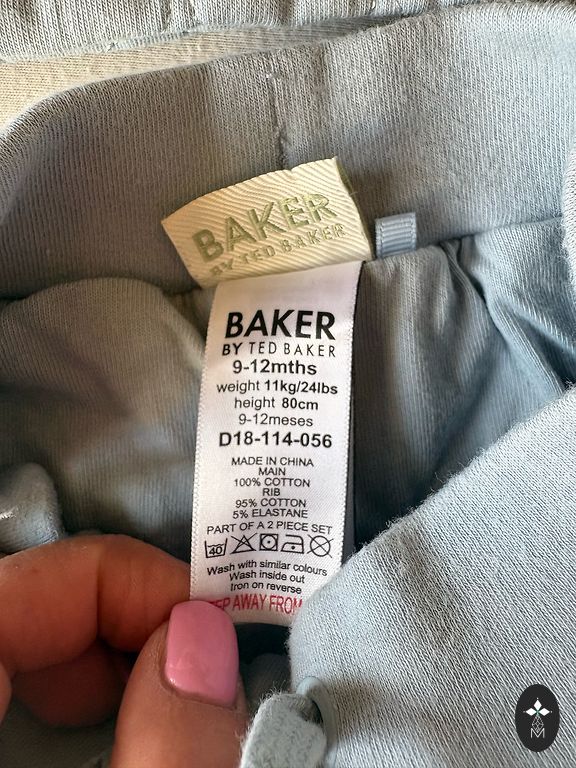 BAKER
BY TED BAKER
BAKER
BY TED BAKER
9-12mths
weight 11kg/24lbs
height 80cm
9-12meses
D18-114-056
MADE IN CHINA
MAIN
100% COTTON
RIB
95% COTTON
5% ELASTANE
PART OF A 2 PIECE SET
40
Wash with similar colours
Wash inside out
Iron on reverse
AWAY FROM
M